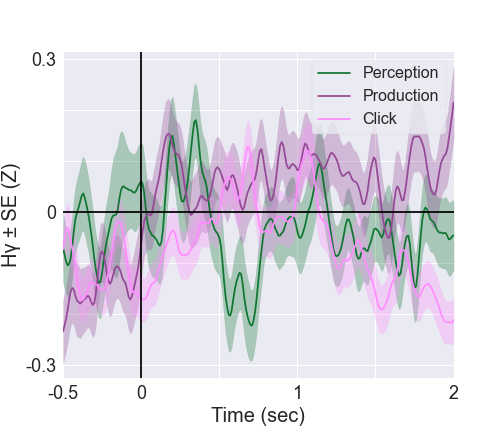 0.3
Perception
Production
Click
0
Hγ ± SE (Z)
-0.3
-0.5 0 1 2
Time (sec)